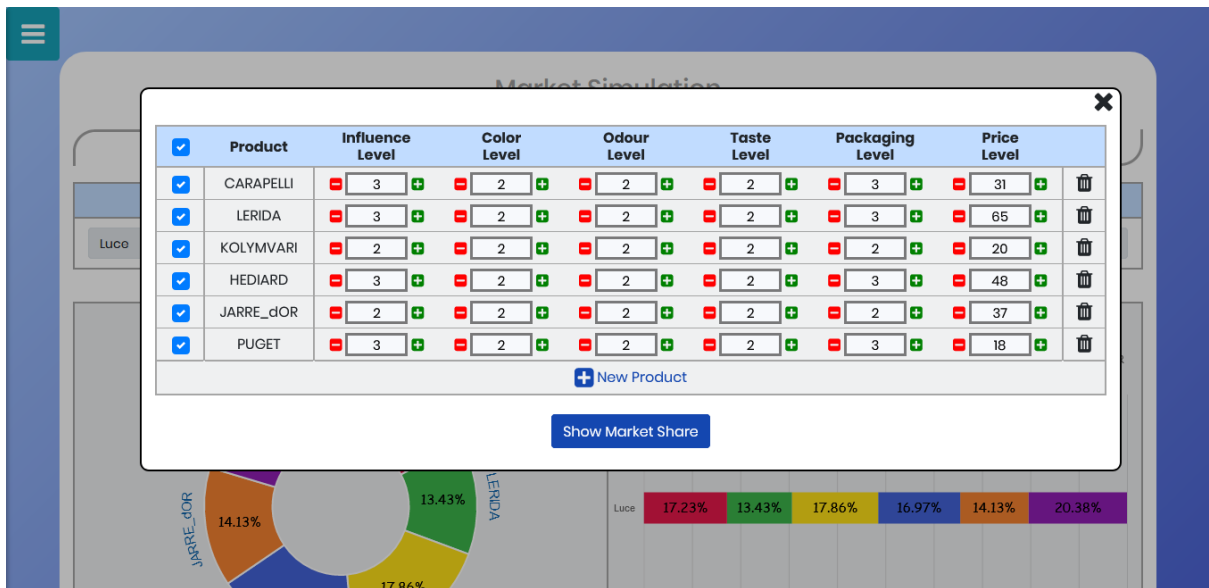 Market Simulation
Product Influence Level Color Level Odour Level Taste Level Packaging Level Price Level
CARAPELLI 3 2 2 2 3 31
LERIDA 3 2 2 2 3 65
KOLYMVARI 2 2 2 2 2 20
HEDIARD 3 2 2 2 3 48
JARRE_dOR 2 2 2 2 2 37
PUGET 3 2 2 2 3 18
New Product
Show Market Share
Luce
JARRE_dOR
14.13%
13.43%
LERIDA
17.86%
Luce 17.23% 13.43% 17.86% 16.97% 14.13% 20.38%